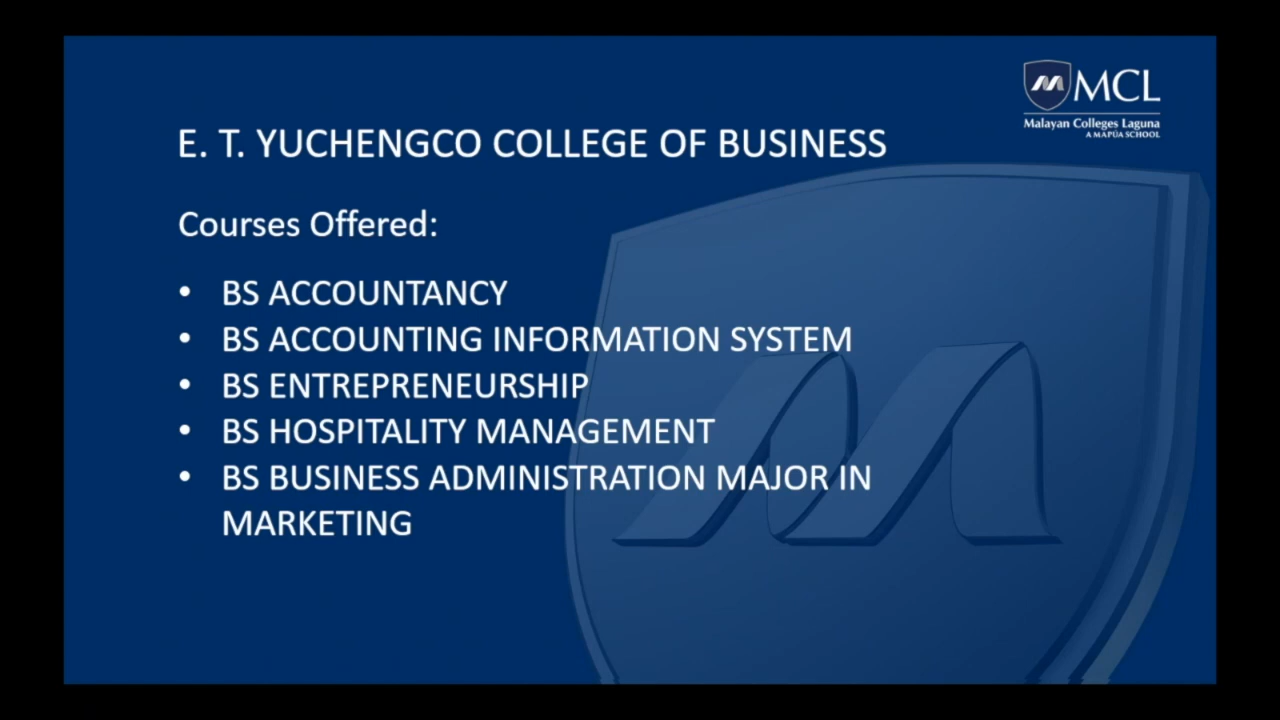 MCL
Malayan Colleges Laguna
A MAPÚA SCHOOL
E. T. YUCHENGCO COLLEGE OF BUSINESS
Courses Offered:
• BS ACCOUNTANCY
• BS ACCOUNTING INFORMATION SYSTEM
• BS ENTREPRENEURSHIP
• BS HOSPITALITY MANAGEMENT
• BS BUSINESS ADMINISTRATION MAJOR IN
MARKETING